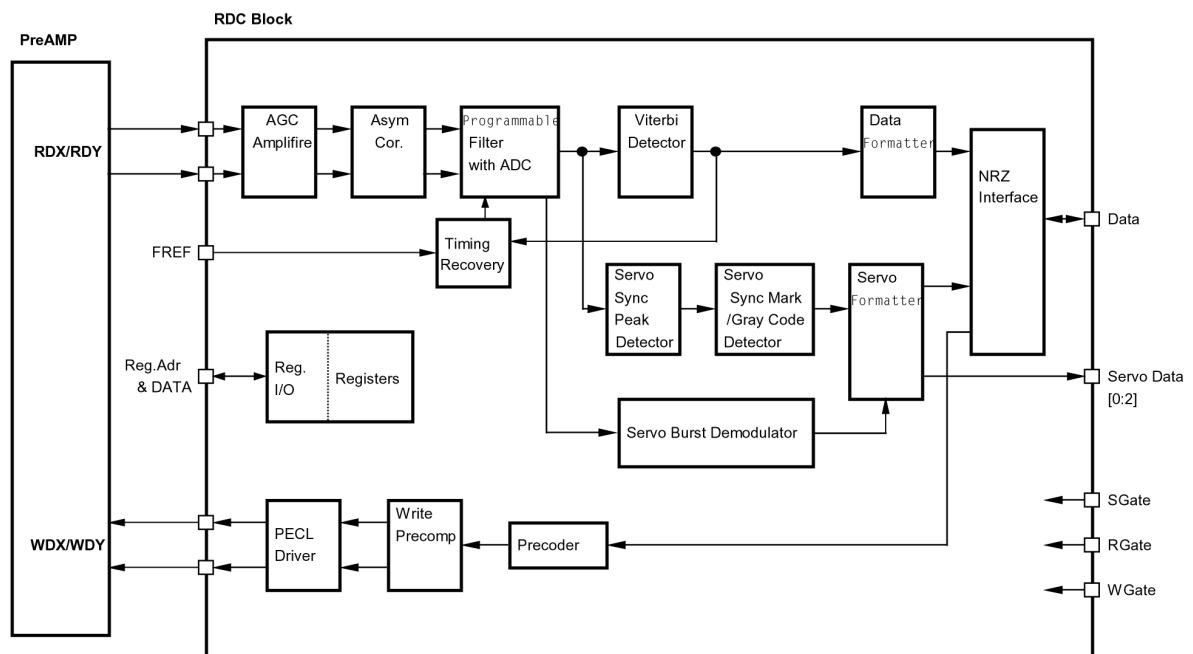 RDC Block
PreAMP
RDX/RDY
AGC
Amplifire
Asym
Cor.
Programmable
Filter
with ADC
Viterbi
Detector
Data
Formatter
NRZ
Interface
Data
FREF
Timing
Recovery
Servo
Sync
Peak
Detector
Servo
Sync Mark
/Gray Code
Detector
Servo
Formatter
Reg.Adr
& DATA
Reg.
I/O
Registers
Servo Data
[0:2]
Servo Burst Demodulator
WDX/WDY
PECL
Driver
Write
Precomp
Precoder
SGate
RGate
WGate